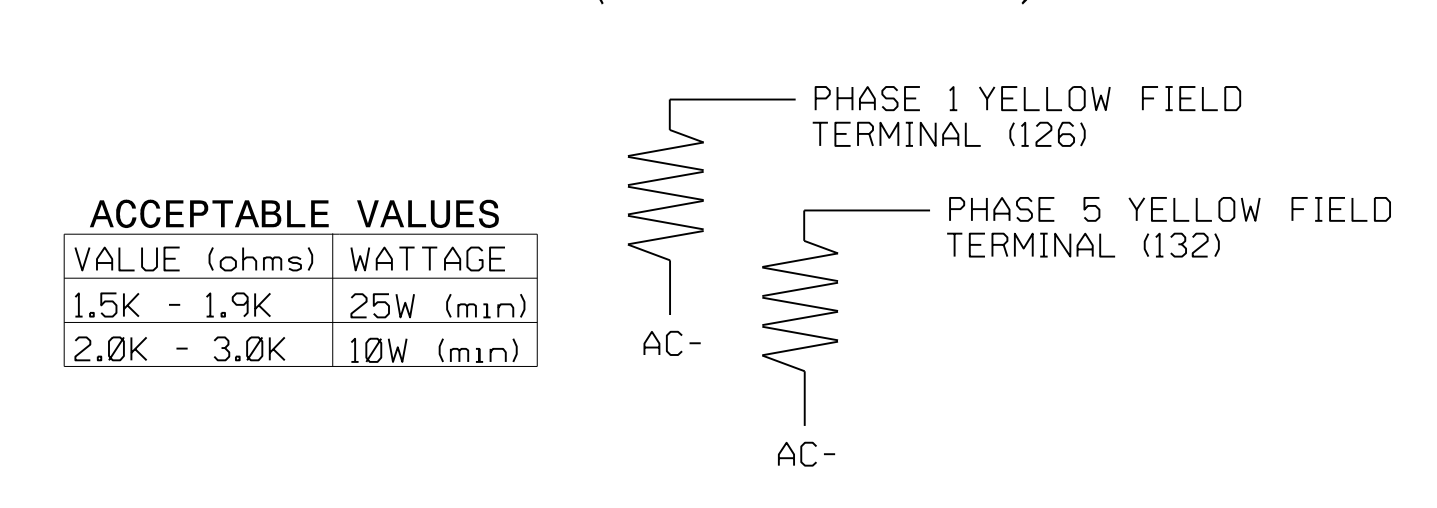 PHASE 1 YELLOW FIELD
TERMINAL (126)
PHASE 5 YELLOW FIELD
TERMINAL (132)
ACCEPTABLE VALUES
VALUE (ohms) WATTAGE
1.5K - 1.9K 25W (min)
2.0K - 3.0K 10W (min)
AC-
AC-